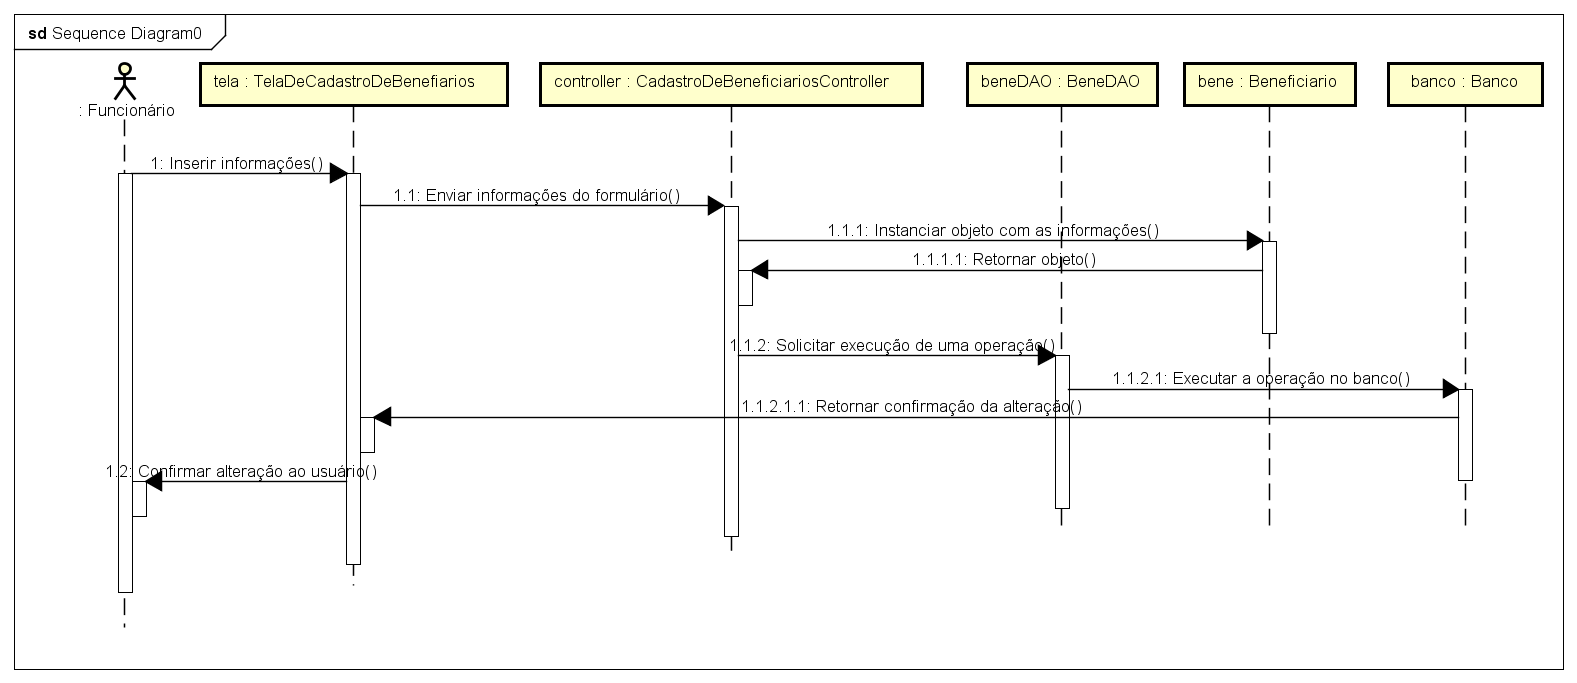 sd Sequence Diagram0
: Funcionário
tela : TelaDeCadastroDeBenefiarios
controller : CadastroDeBeneficiariosController
beneDAO : BeneDAO
bene : Beneficiario
banco : Banco
1: Inserir informações()
1.1: Enviar informações do formulário()
1.1.1: Instanciar objeto com as informações()
1.1.1.1: Retornar objeto()
1.1.2: Solicitar execução de uma operação()
1.1.2.1: Executar a operação no banco()
1.1.2.1.1: Retornar confirmação da alteração()
1.2: Confirmar alteração ao usuário()